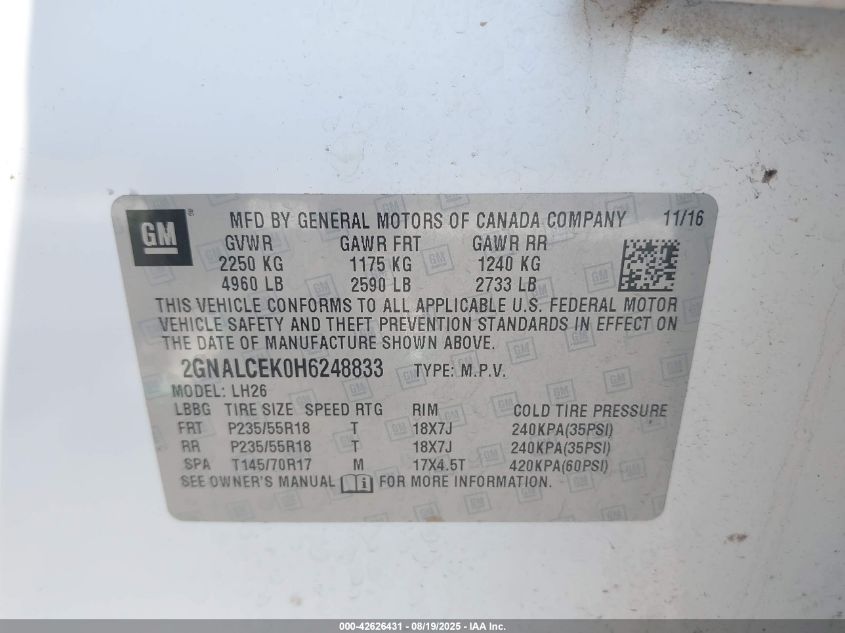 GM ® MFD BY GENERAL MOTORS OF CANADA COMPANY 11/16
GVWR GAWR FRT GAWR RR
2250 KG 1175 KG 1240 KG
4960 LB 2590 LB 2733 LB
THIS VEHICLE CONFORMS TO ALL APPLICABLE U.S. FEDERAL MOTOR
VEHICLE SAFETY AND THEFT PREVENTION STANDARDS IN EFFECT ON
THE DATE OF MANUFACTURE SHOWN ABOVE.
2GNALCEK0H6248833 TYPE: M.P.V.
MODEL: LH26
LBBG TIRE SIZE SPEED RTG RIM COLD TIRE PRESSURE
FRT P235/55R18 T 18X7J 240KPA(35PSI)
RR P235/55R18 T 18X7J 240KPA(35PSI)
SPA T145/70R17 M 17X4.5T 420KPA(60PSI)
SEE OWNER'S MANUAL i FOR MORE INFORMATION.
000-42626431 - 08/19/2025 - IAA Inc.